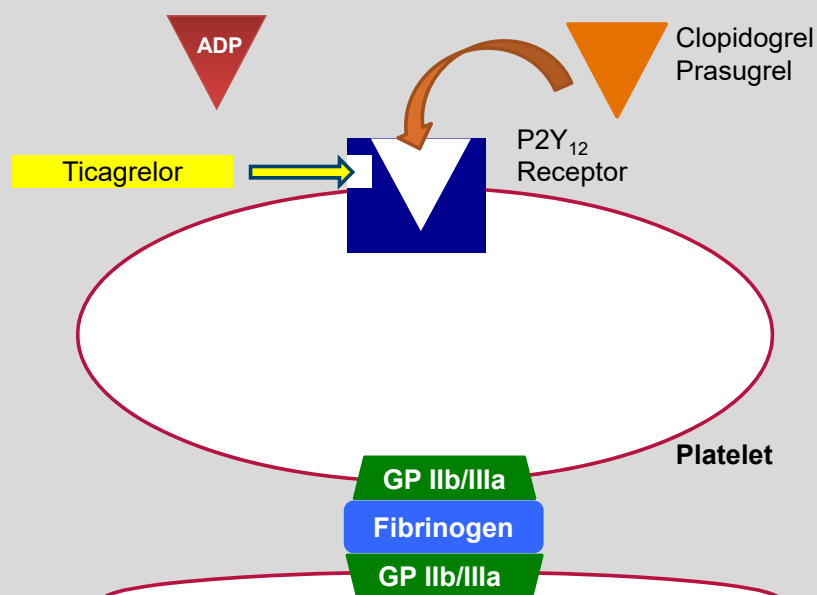 ADP
Clopidogrel
Prasugrel
P2Y₁₂
Receptor
Ticagrelor
Platelet
GP IIb/IIIa
Fibrinogen
GP IIb/IIIa